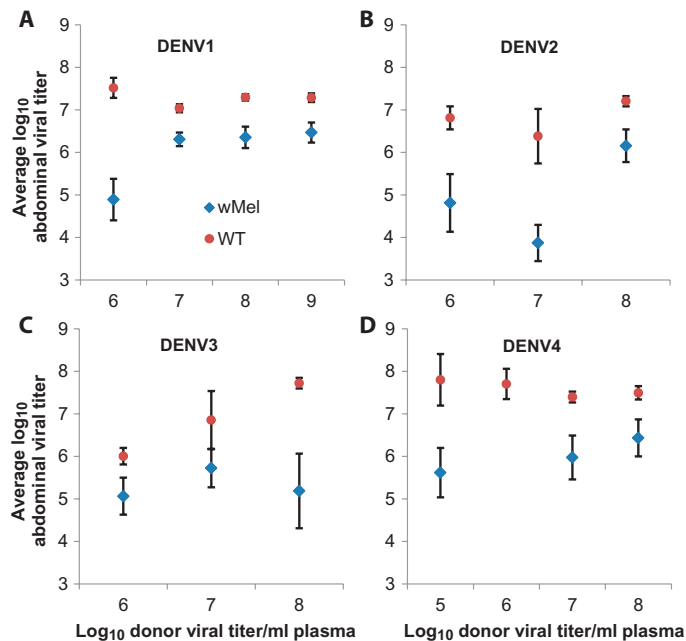 A
DENV1
9
8
7
6
5
4
3
Average log10
abdominal viral titer
wMel
WT
6 7 8 9
B
DENV2
9
8
7
6
5
4
3
6 7 8
C
DENV3
9
8
7
6
5
4
3
Average log10
abdominal viral titer
6 7 8
Log10 donor viral titer/ml plasma
D
DENV4
9
8
7
6
5
4
3
5 6 7 8
Log10 donor viral titer/ml plasma